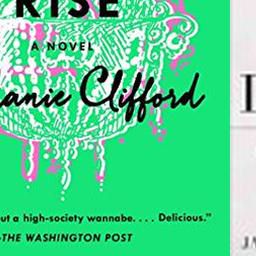 RISE
A NOVEL
anie Clifford
ut a high-society wannabe. . . . Delicious."
THE WASHINGTON POST